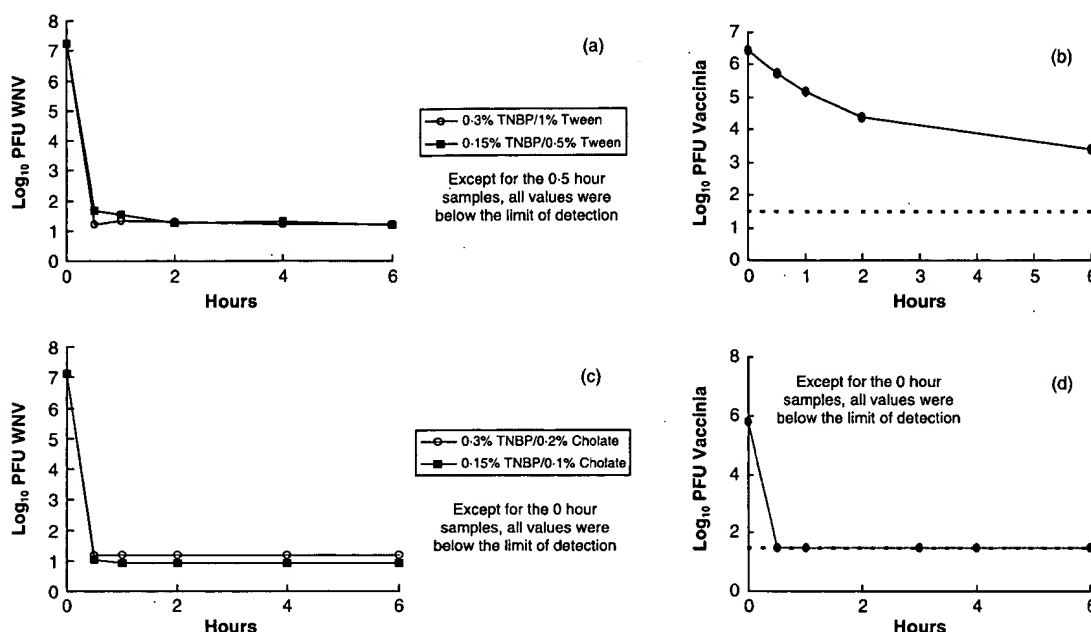 8
7
6
5
4
3
2
1
0
Log₁₀ PFU WNV
0 2 4 6
Hours
(a)
0·3% TNBP/1% Tween
0·15% TNBP/0·5% Tween
Except for the 0·5 hour
samples, all values were
below the limit of detection
7
6
5
4
3
2
1
0
Log₁₀ PFU Vaccinia
0 1 2 3 4 5 6
Hours
(b)
8
7
6
5
4
3
2
1
0
Log₁₀ PFU WNV
0 2 4 6
Hours
(c)
0·3% TNBP/0·2% Cholate
0·15% TNBP/0·1% Cholate
Except for the 0 hour
samples, all values were
below the limit of detection
8
6
4
2
0
Log₁₀ PFU Vaccinia
0 1 2 3 4 5 6
Hours
(d)
Except for the 0 hour
samples, all values were
below the limit of detection